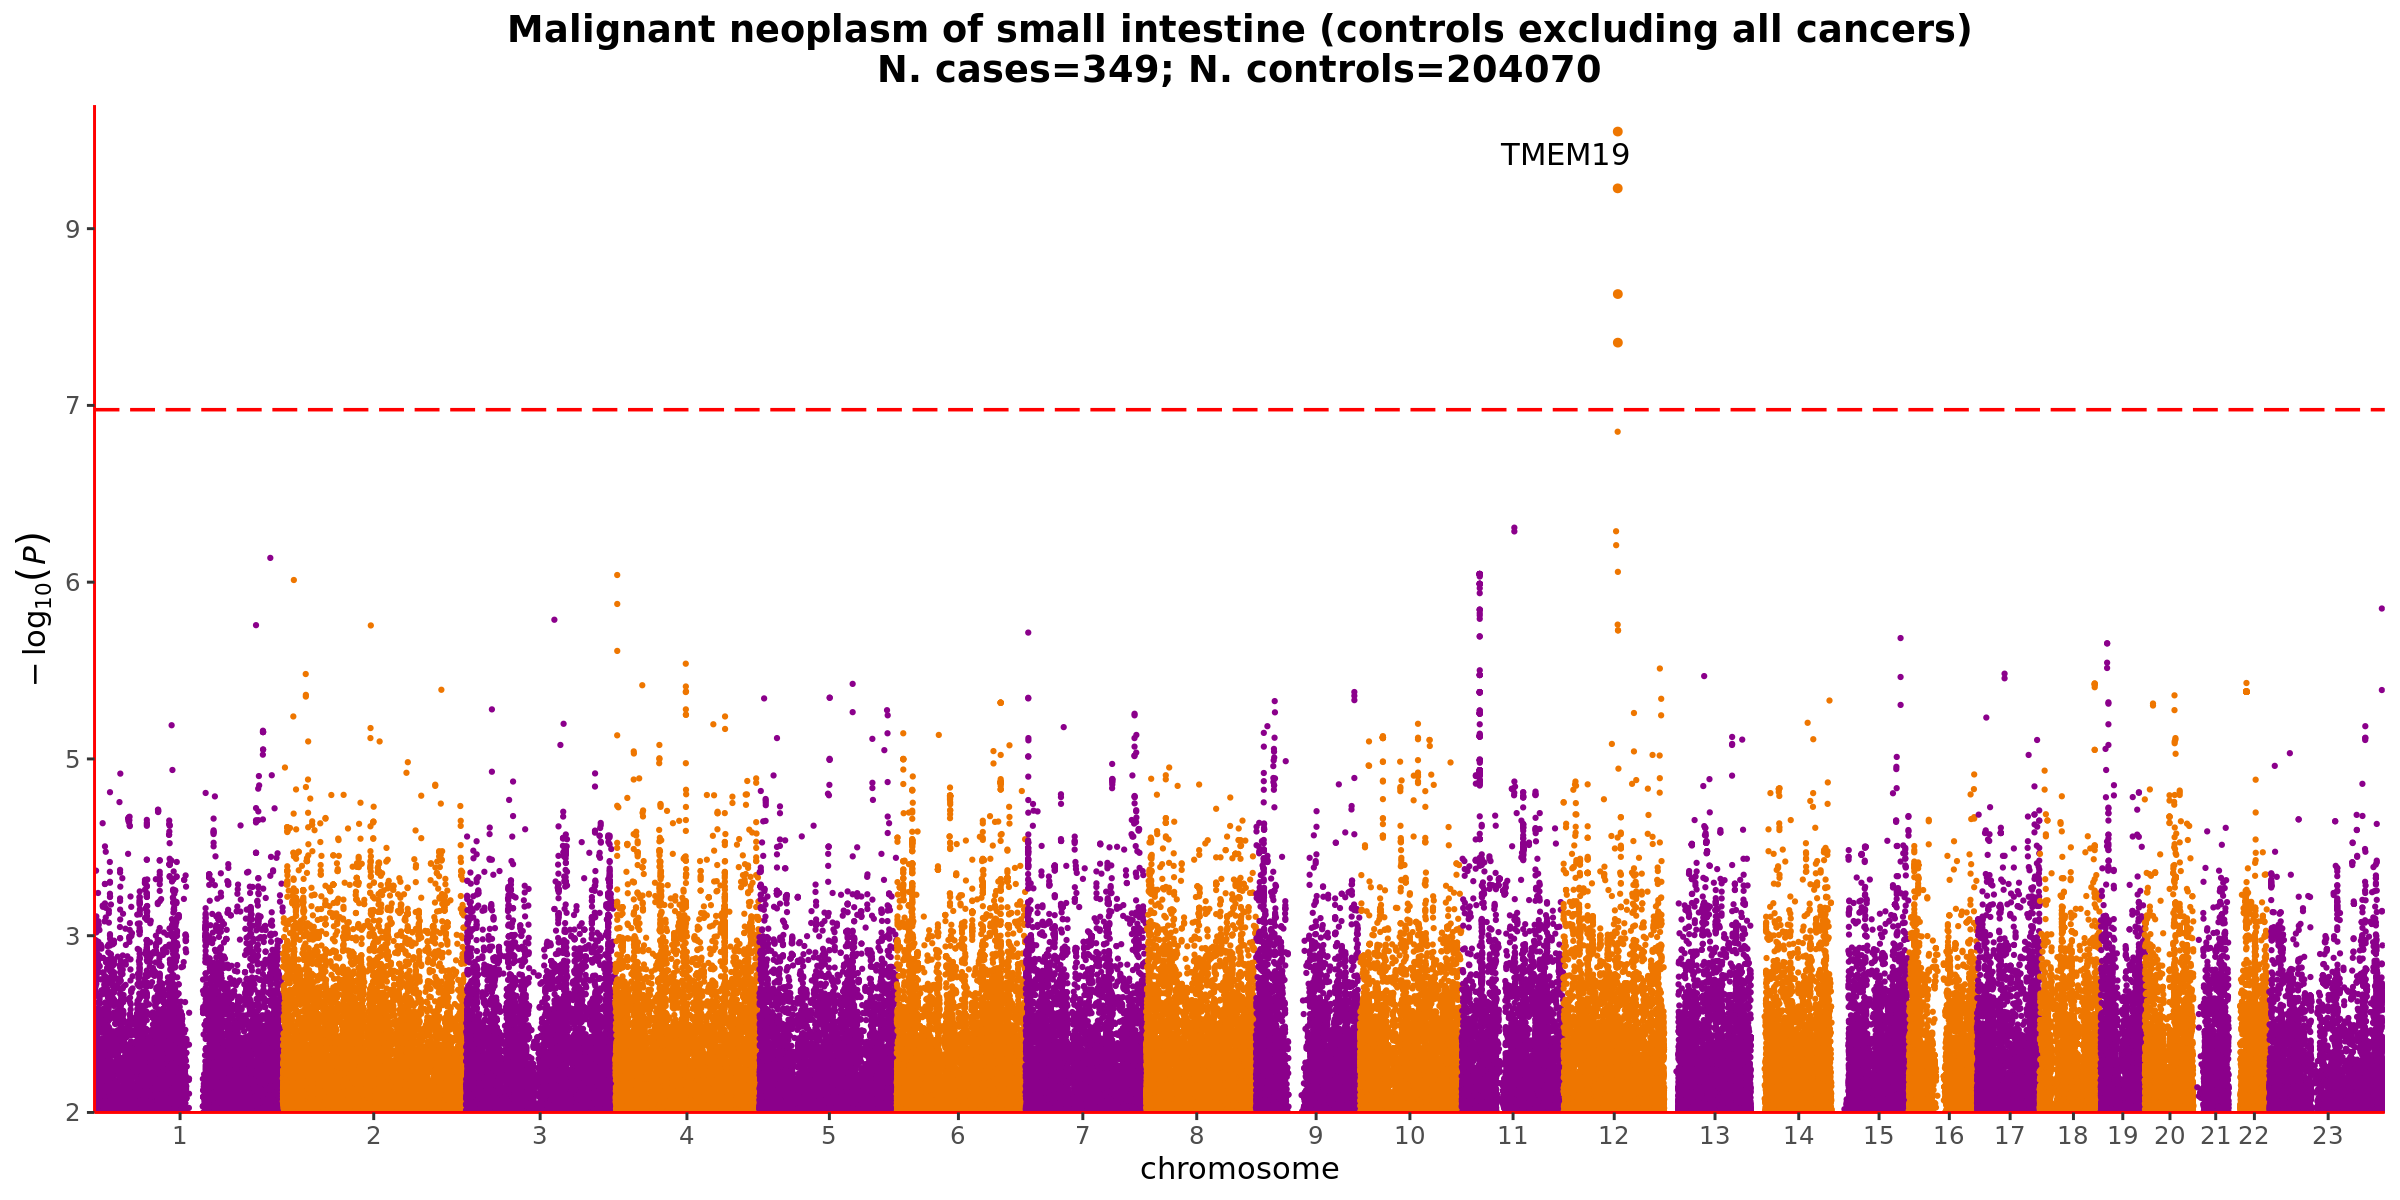 Malignant neoplasm of small intestine (controls excluding all cancers)
N. cases=349; N. controls=204070
TMEM19
9
7
6
5
3
2
− log₁₀(P)
1 2 3 4 5 6 7 8 9 10 11 12 13 14 15 16 17 18 19 20 21 22 23
chromosome